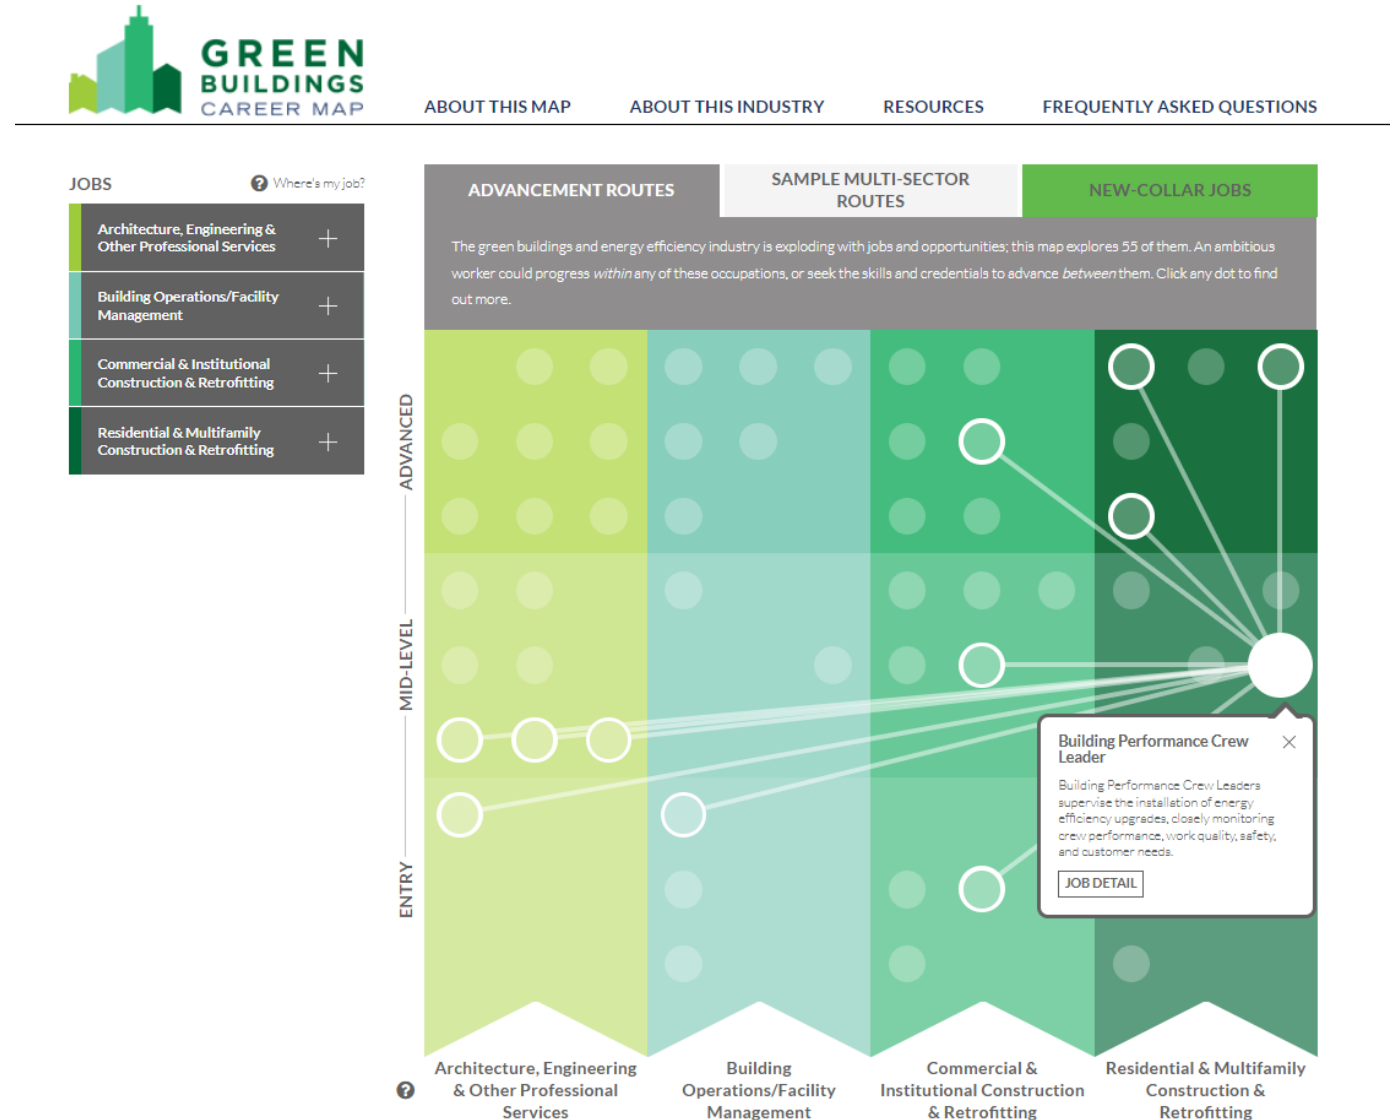 GREEN
BUILDINGS
CAREER MAP
ABOUT THIS MAP
ABOUT THIS INDUSTRY
RESOURCES
FREQUENTLY ASKED QUESTIONS
JOBS
? Where's my job?
Architecture, Engineering &
Other Professional Services
Building Operations/Facility
Management
Commercial & Institutional
Construction & Retrofitting
Residential & Multifamily
Construction & Retrofitting
ADVANCEMENT ROUTES
SAMPLE MULTI-SECTOR
ROUTES
NEW-COLLAR JOBS
The green buildings and energy efficiency industry is exploding with jobs and opportunities; this map explores 55 of them. An ambitious
worker could progress within any of these occupations, or seek the skills and credentials to advance between them. Click any dot to find
out more.
ADVANCED
MID-LEVEL
ENTRY
Building Performance Crew
Leader
Building Performance Crew Leaders
supervise the installation of energy
efficiency upgrades, closely monitoring
crew performance, work quality, safety,
and customer needs.
JOB DETAIL
?
Architecture, Engineering
& Other Professional
Services
Building
Operations/Facility
Management
Commercial &
Institutional Construction
& Retrofitting
Residential & Multifamily
Construction &
Retrofitting